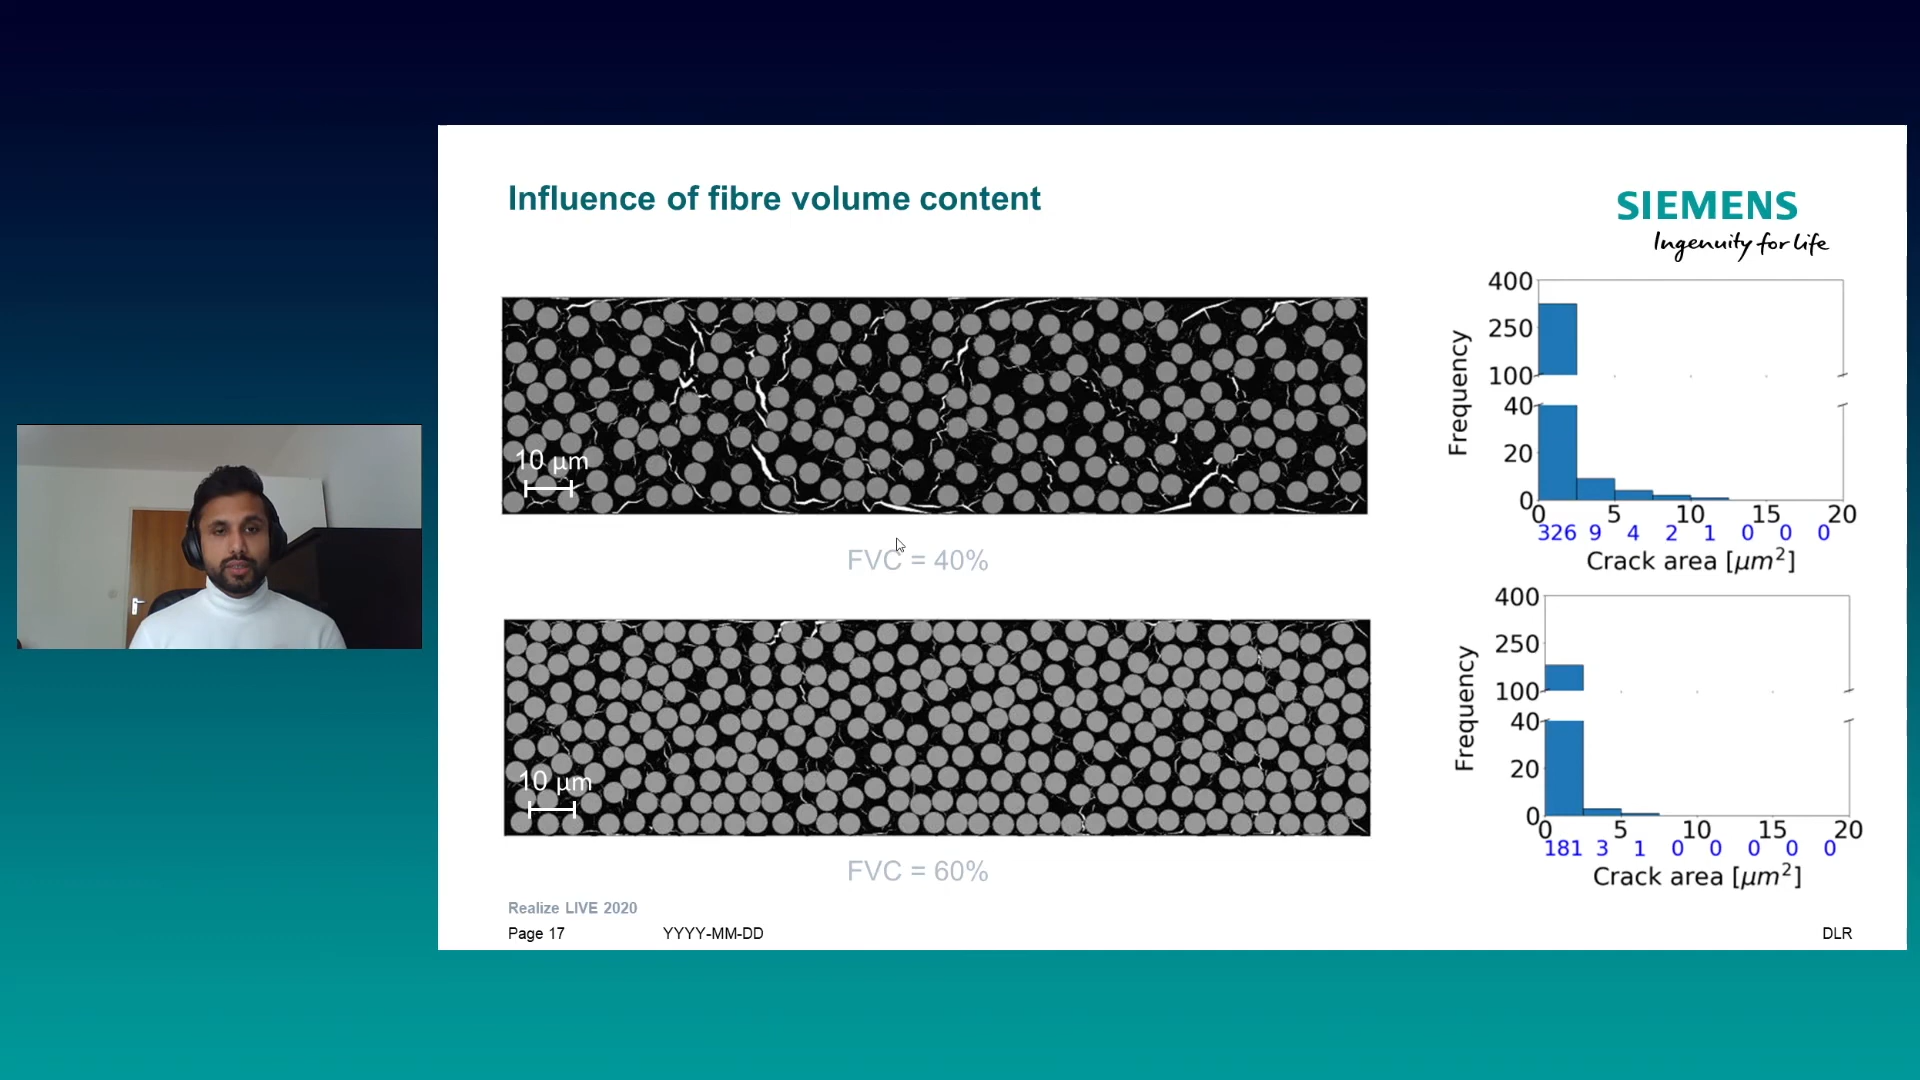 Influence of fibre volume content
SIEMENS
Ingenuity for life
10 µm
FVC = 40%
400
250
100
40
20
0
Frequency
0 5 10 15 20
326 9 4 2 1 0 0 0
Crack area [µm²]
10 µm
FVC = 60%
400
250
100
40
20
0
Frequency
0 5 10 15 20
181 3 1 0 0 0 0 0
Crack area [µm²]
Realize LIVE 2020
Page 17 YYYY-MM-DD DLR